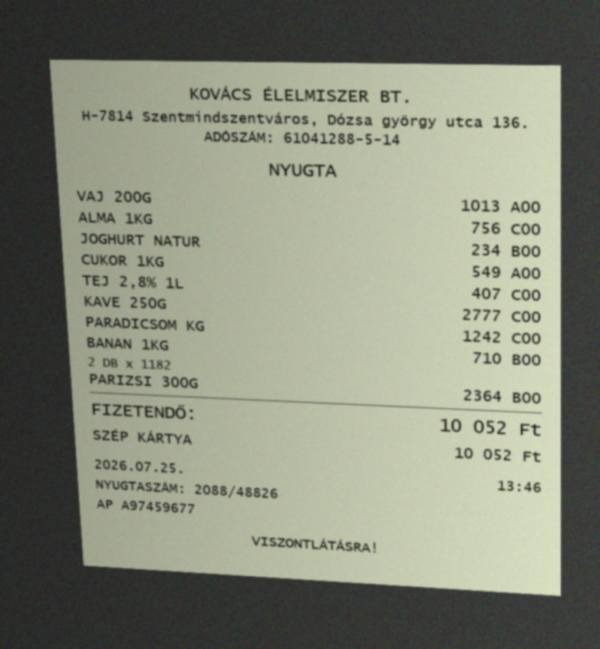 KOVÁCS ÉLELMISZER BT.
H-7814 Szentmindszentváros, Dózsa györgy utca 136.
ADÓSZÁM: 61041288-5-14
NYUGTA
VAJ 200G 1013 A00
ALMA 1KG 756 C00
JOGHURT NATUR 234 B00
CUKOR 1KG 549 A00
TEJ 2,8% 1L 407 C00
KAVE 250G 2777 C00
PARADICSOM KG 1242 C00
BANAN 1KG 710 B00
2 DB x 1182
PARIZSI 300G 2364 B00
FIZETENDŐ: 10 052 Ft
SZÉP KÁRTYA 10 052 Ft
2026.07.25. 13:46
NYUGTASZÁM: 2088/48826
AP A97459677
VISZONTLÁTÁSRA!